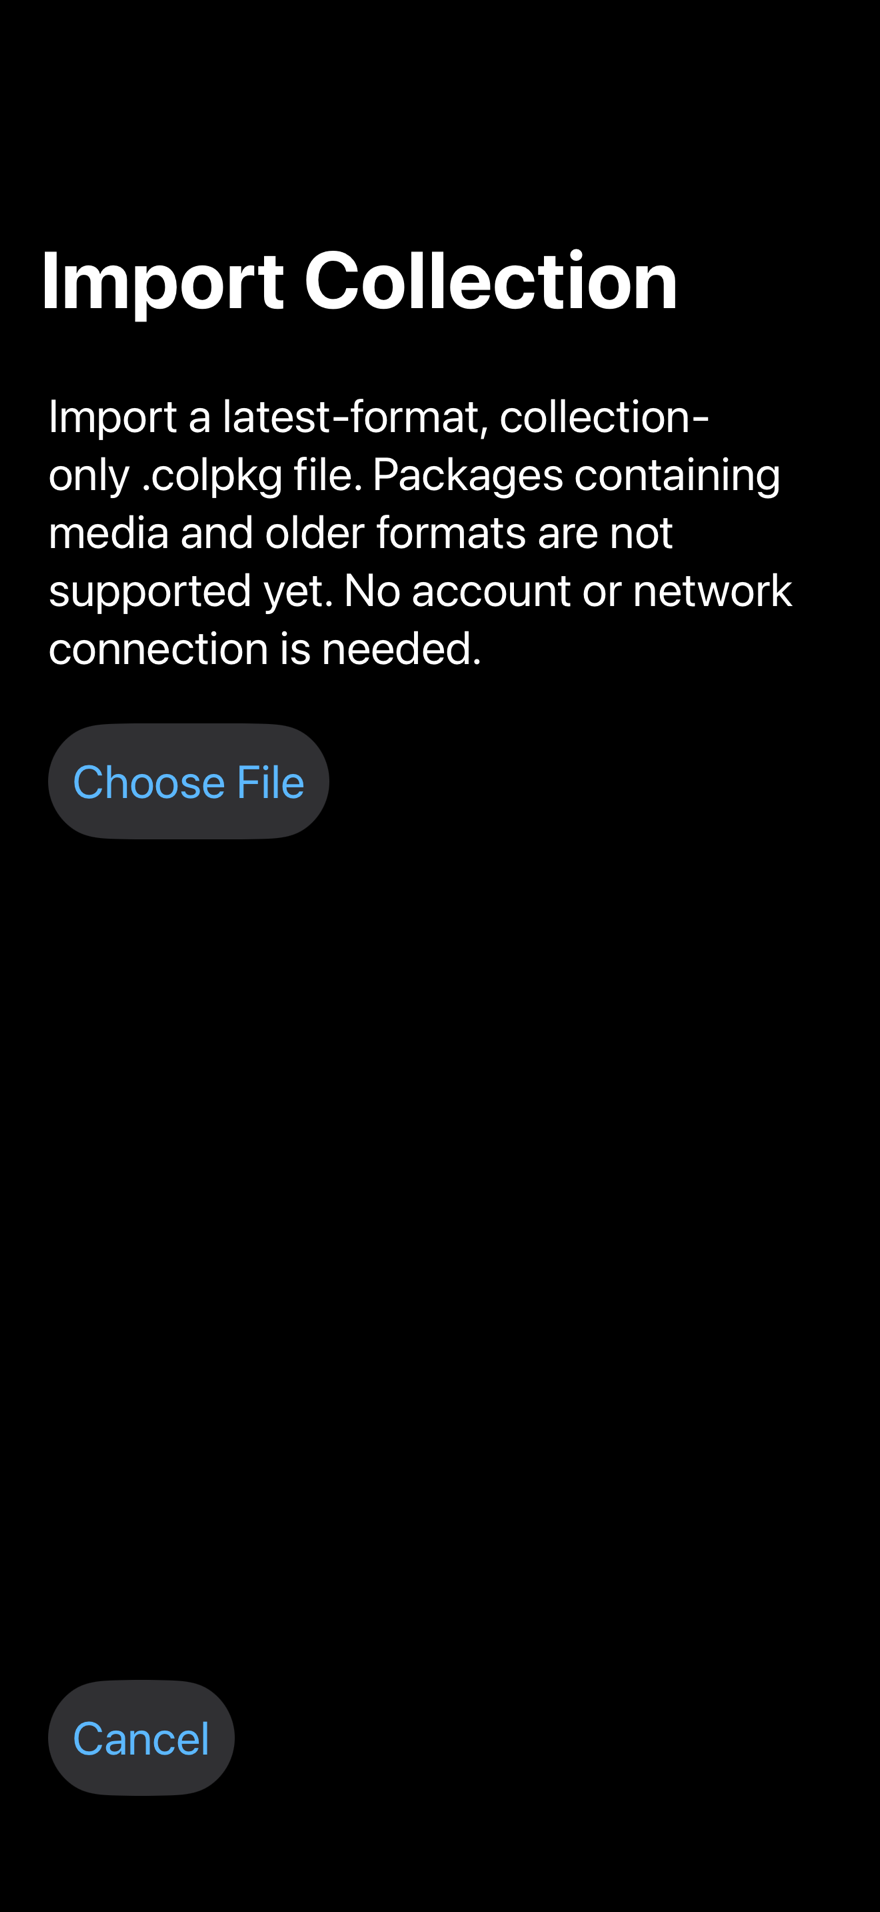 Import Collection
Import a latest-format, collection-
only .colpkg file. Packages containing
media and older formats are not
supported yet. No account or network
connection is needed.
Choose File
Cancel